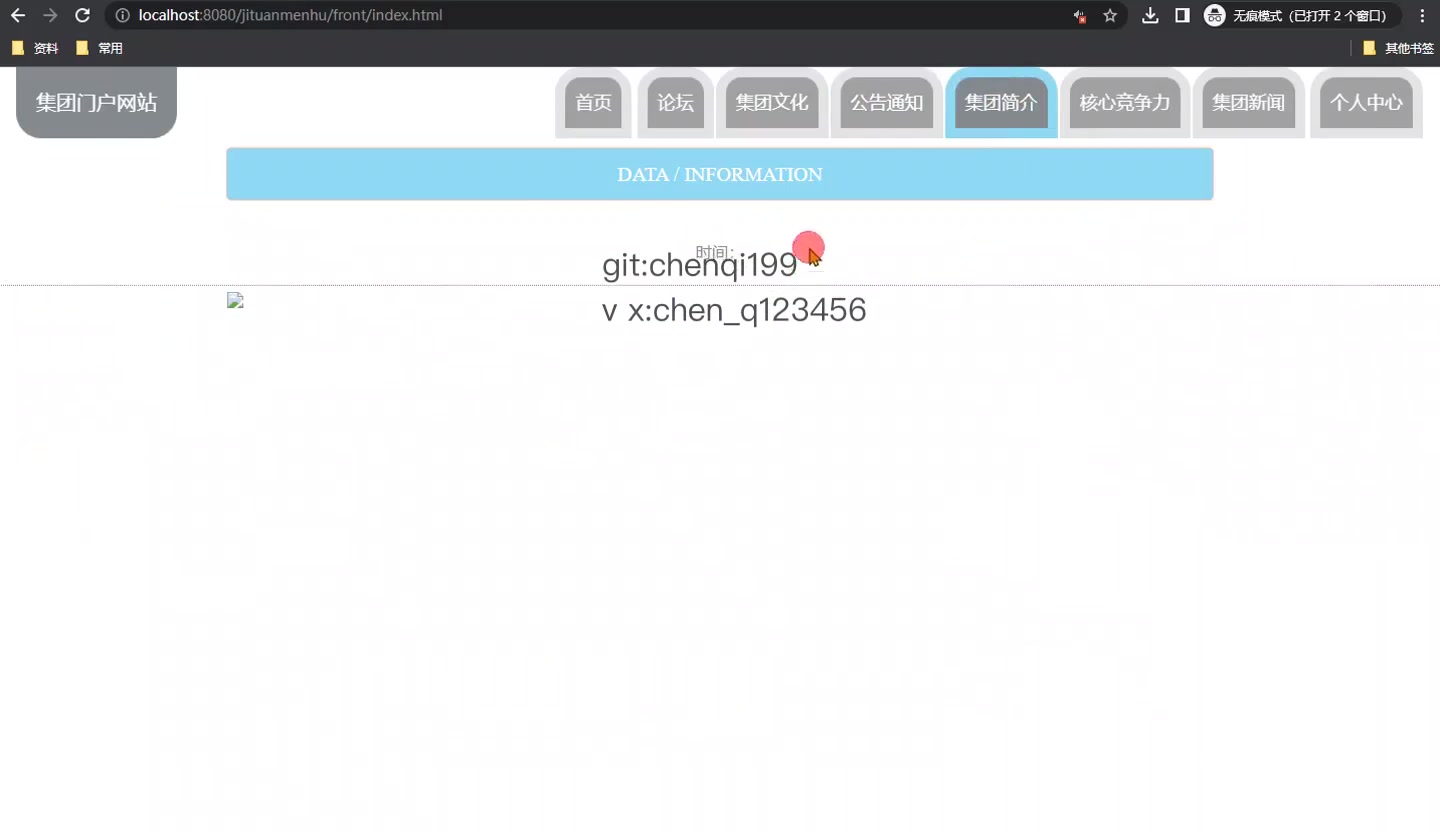 localhost:8080/jituanmenhu/front/index.html
无痕模式（已打开 2 个窗口）
资料
常用
其他书签
集团门户网站
首页
论坛
集团文化
公告通知
集团简介
核心竞争力
集团新闻
个人中心
DATA / INFORMATION
时间：
git:chenqi199
v x:chen_q123456